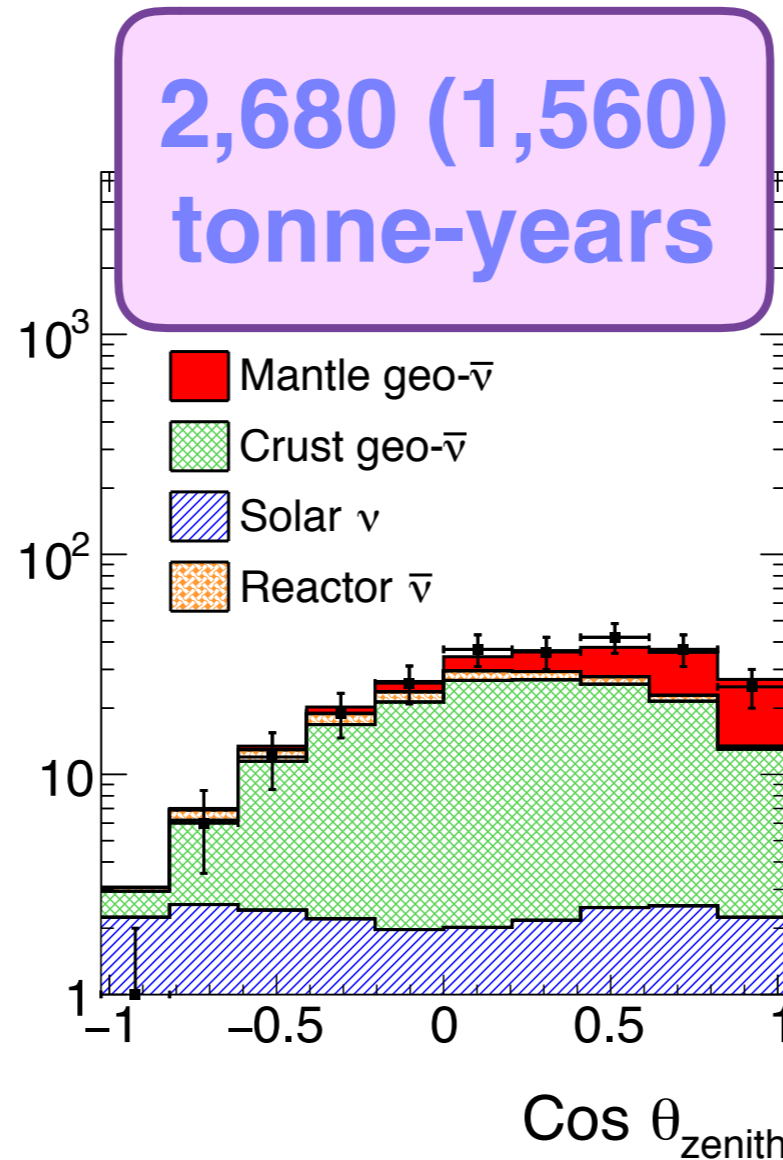 2,680 (1,560)
tonne-years
10³
Mantle geo-ν̅
Crust geo-ν̅
10²
Solar ν
Reactor ν̅
10
1
−1 −0.5 0 0.5 1
Cos θzenith